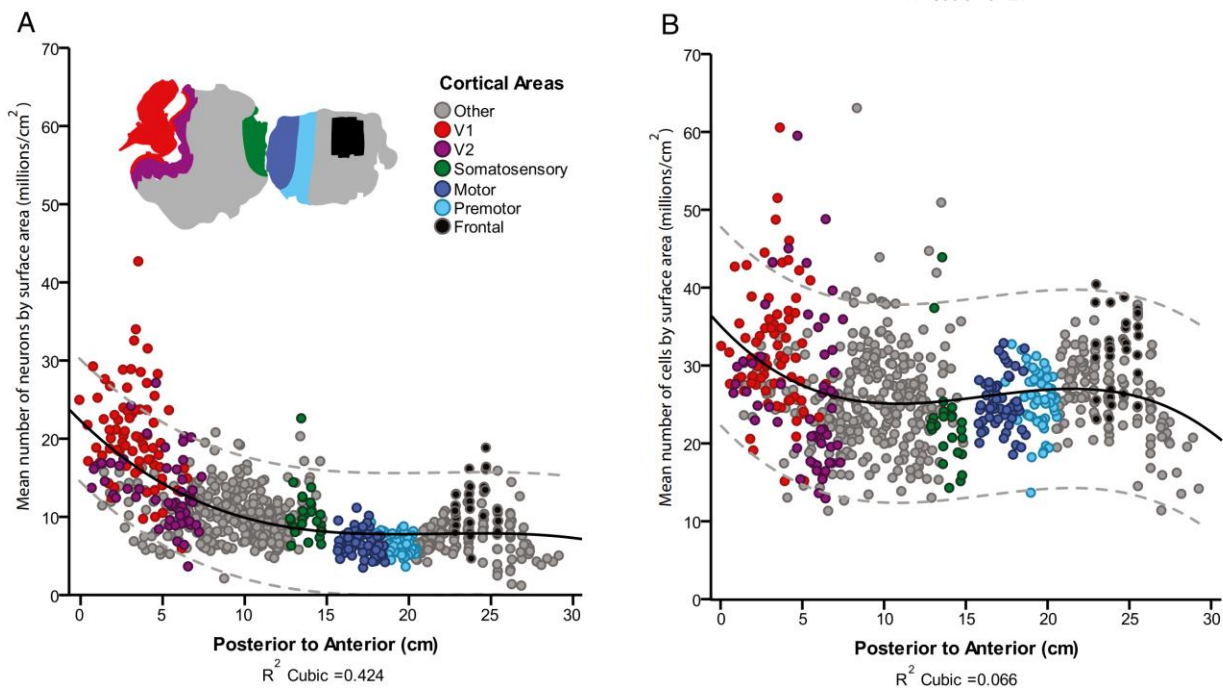 A
Mean number of neurons by surface area (millions/cm²)
70
60
50
40
30
20
10
0
Cortical Areas
Other
V1
V2
Somatosensory
Motor
Premotor
Frontal
0 5 10 15 20 25 30
Posterior to Anterior (cm)
R² Cubic =0.424
B
Mean number of cells by surface area (millions/cm²)
70
60
50
40
30
20
10
0
0 5 10 15 20 25 30
Posterior to Anterior (cm)
R² Cubic =0.066